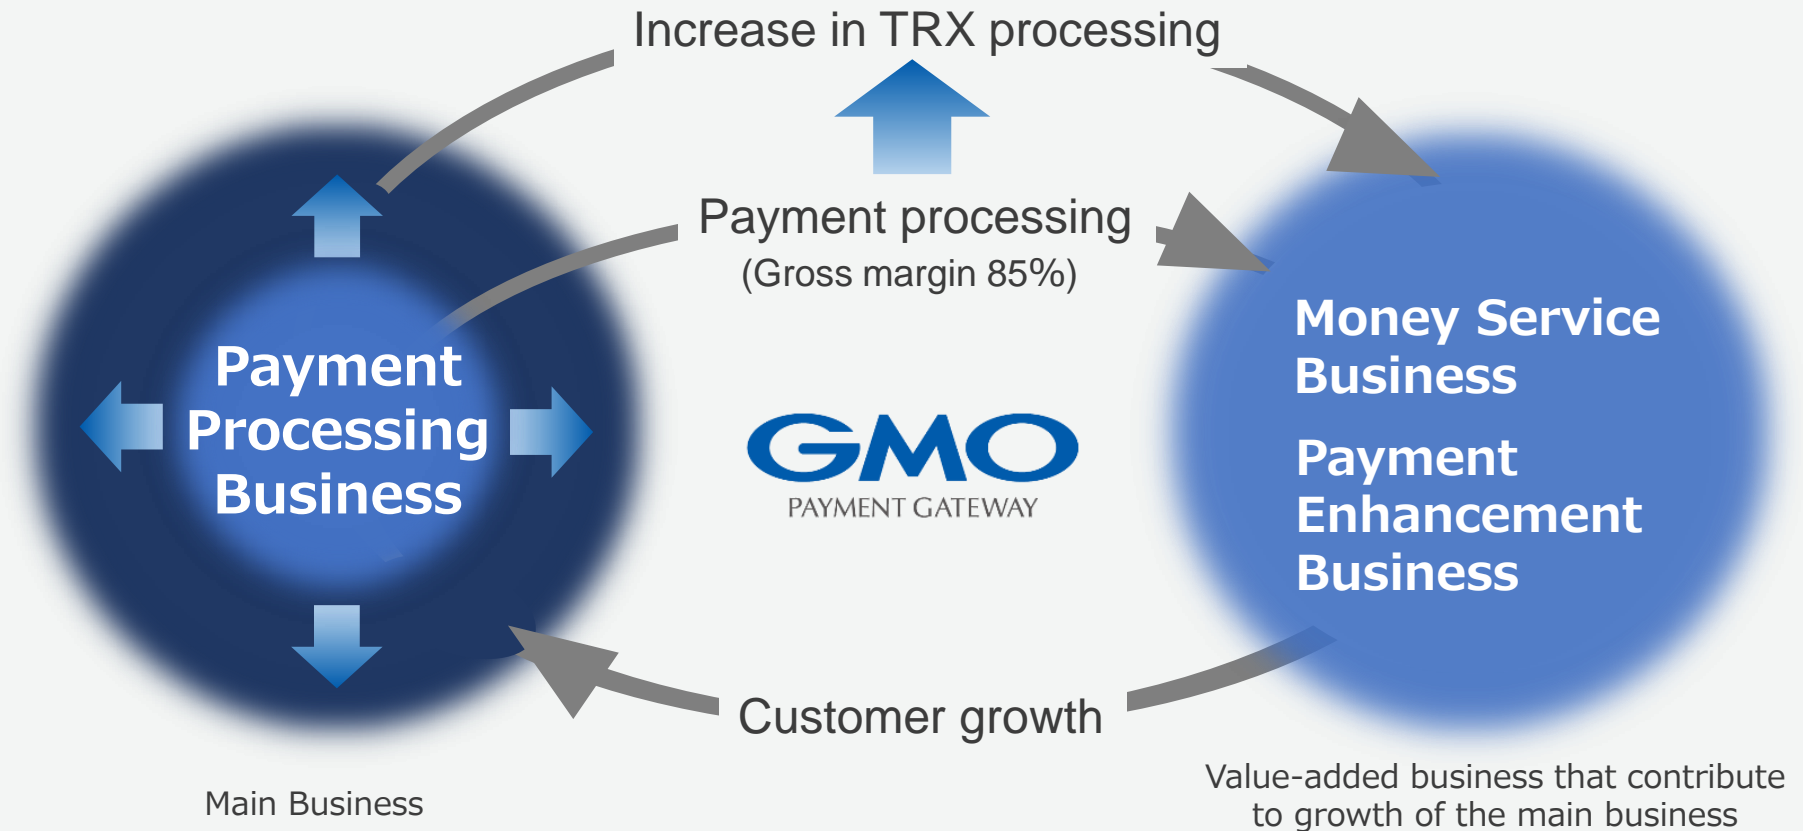 Increase in TRX processing
Payment processing
(Gross margin 85%)
Payment
Processing
Business
GMO
PAYMENT GATEWAY
Money Service
Business
Payment
Enhancement
Business
Customer growth
Main Business
Value-added business that contribute
to growth of the main business